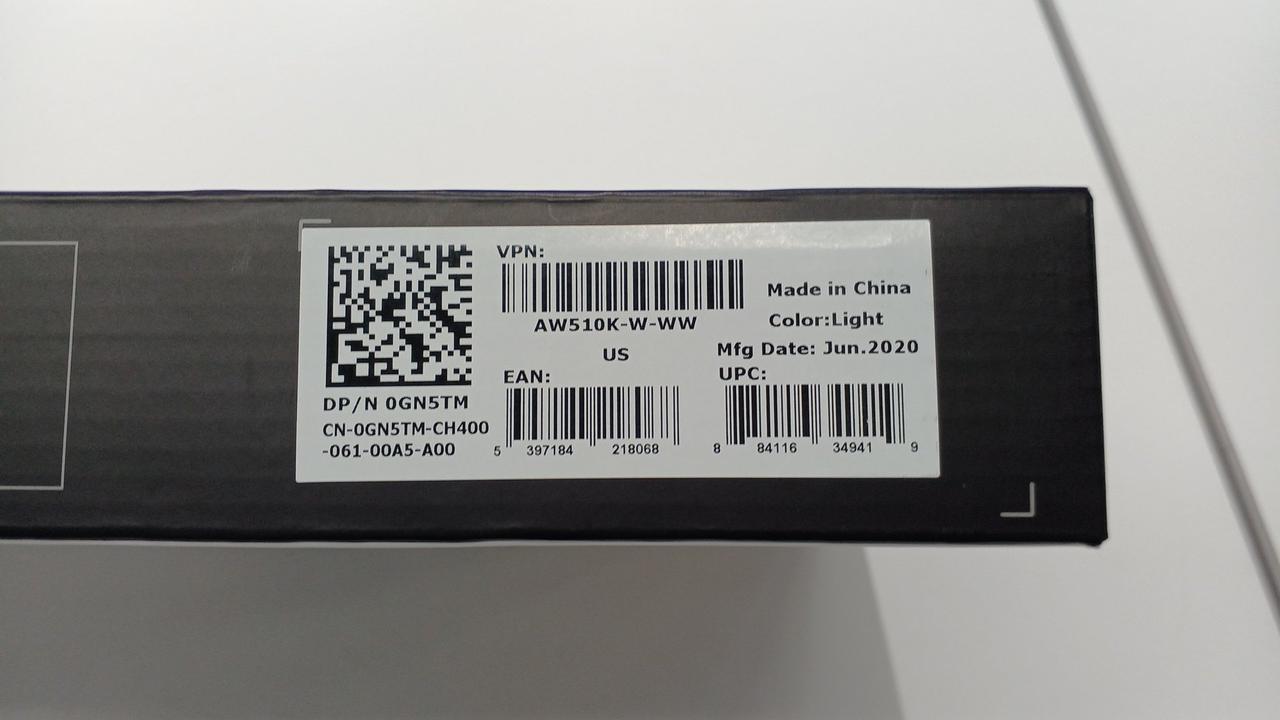 VPN:
AW510K-W-WW
US
Made in China
Color:Light
Mfg Date: Jun.2020
DP/N 0GN5TM
CN-0GN5TM-CH400
-061-00A5-A00
EAN:
5 397184 218068
UPC:
8 84116 34941 9